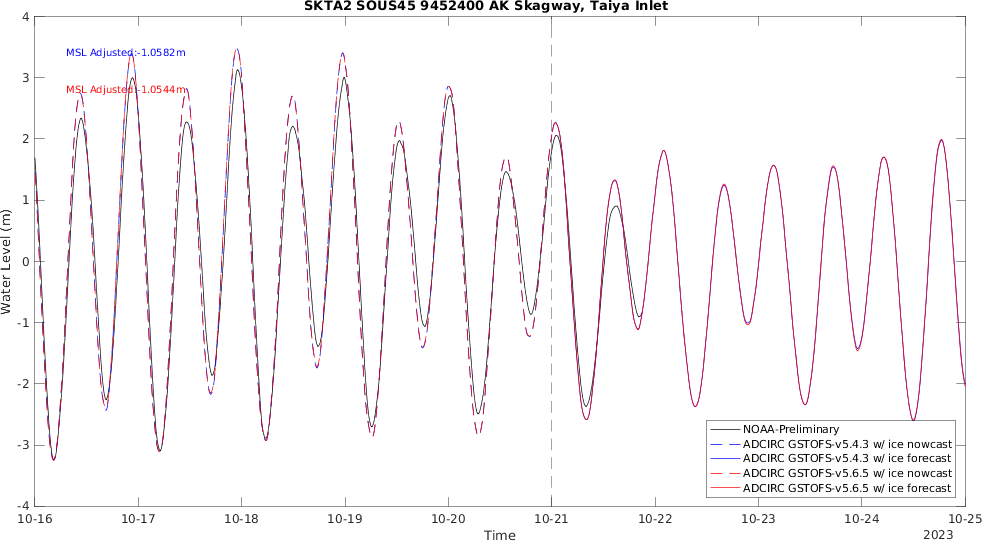 SKTA2 SOUS45 9452400 AK Skagway, Taiya Inlet
4
3
2
1
0
-1
-2
-3
-4
Water Level (m)
MSL Adjusted:-1.0582m
MSL Adjusted:-1.0544m
NOAA-Preliminary
ADCIRC GSTOFS-v5.4.3 w/ ice nowcast
ADCIRC GSTOFS-v5.4.3 w/ ice forecast
ADCIRC GSTOFS-v5.6.5 w/ ice nowcast
ADCIRC GSTOFS-v5.6.5 w/ ice forecast
10-16 10-17 10-18 10-19 10-20 10-21 10-22 10-23 10-24 10-25
Time
2023